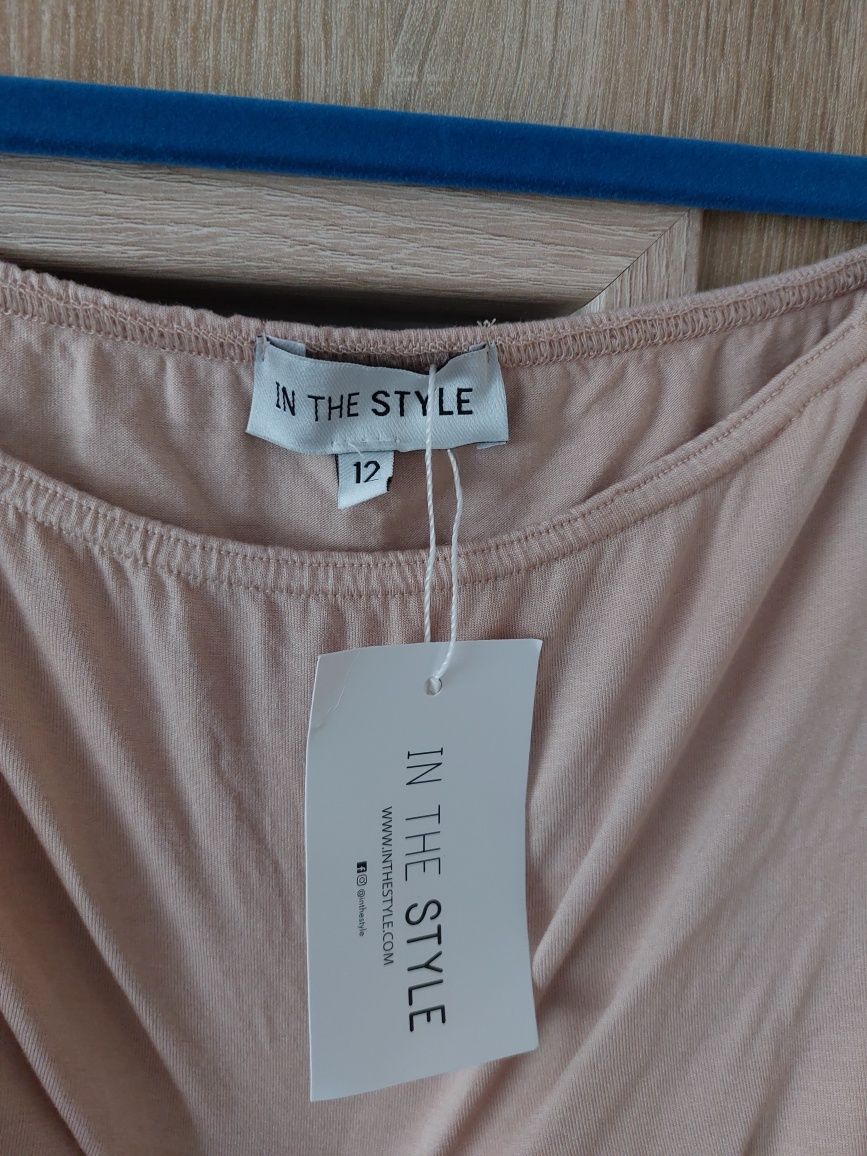 IN THE STYLE
12
IN THE STYLE
WWW.INTHESTYLE.COM
@inthestyle